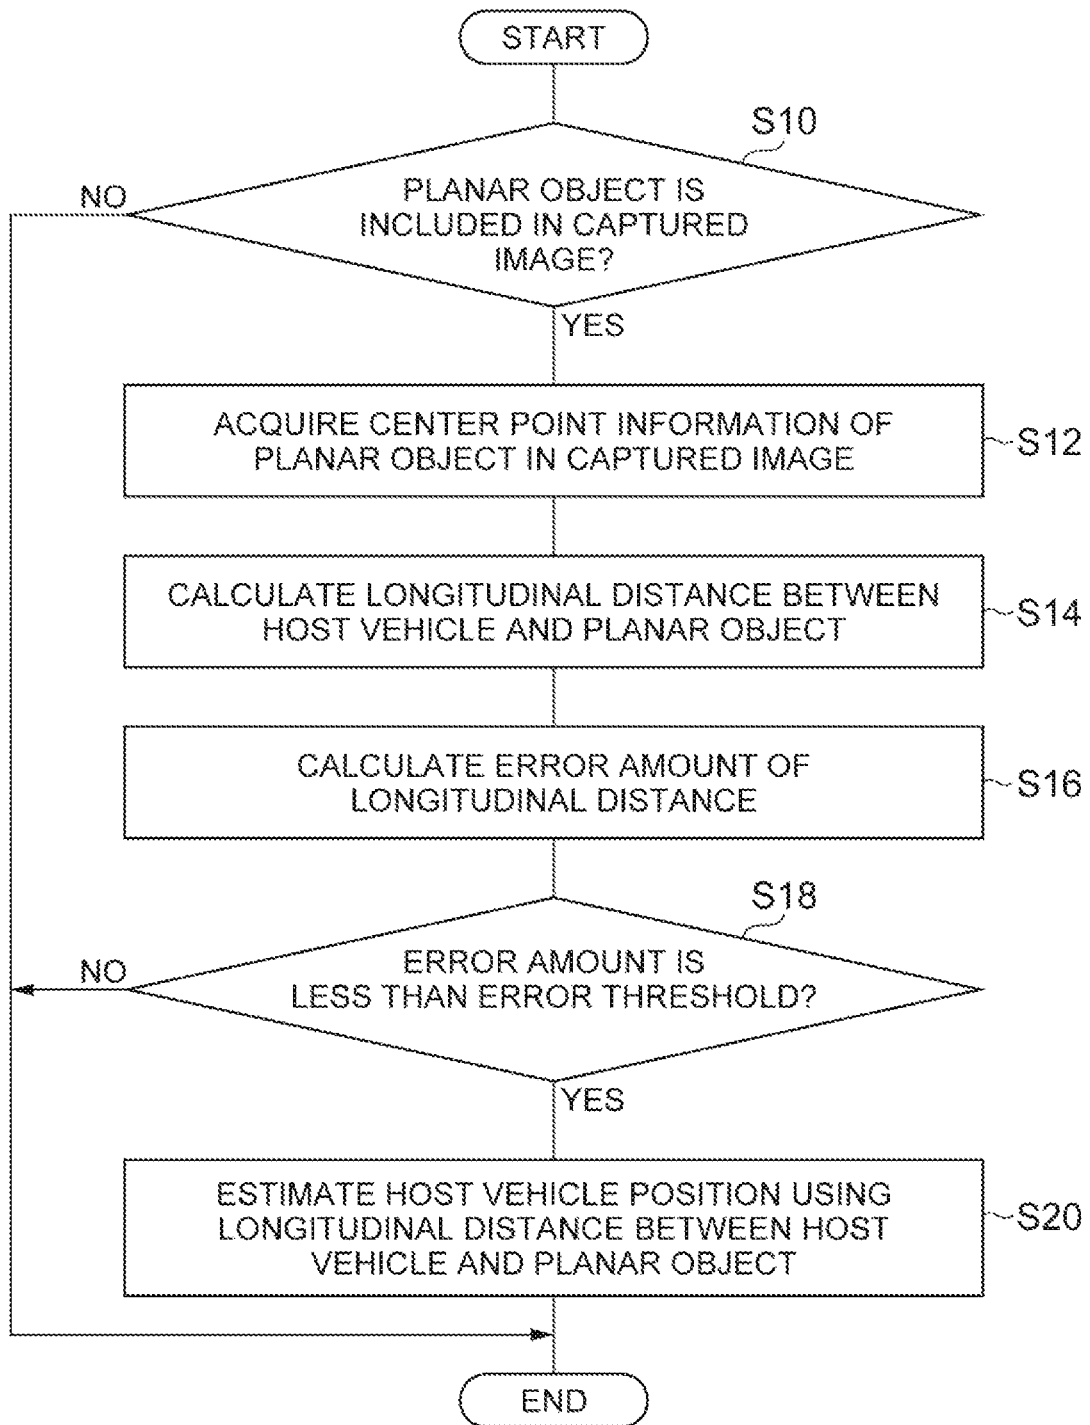 START
S10
NO
PLANAR OBJECT IS
INCLUDED IN CAPTURED
IMAGE?
YES
ACQUIRE CENTER POINT INFORMATION OF
PLANAR OBJECT IN CAPTURED IMAGE
S12
CALCULATE LONGITUDINAL DISTANCE BETWEEN
HOST VEHICLE AND PLANAR OBJECT
S14
CALCULATE ERROR AMOUNT OF
LONGITUDINAL DISTANCE
S16
S18
NO
ERROR AMOUNT IS
LESS THAN ERROR THRESHOLD?
YES
ESTIMATE HOST VEHICLE POSITION USING
LONGITUDINAL DISTANCE BETWEEN HOST
VEHICLE AND PLANAR OBJECT
S20
END